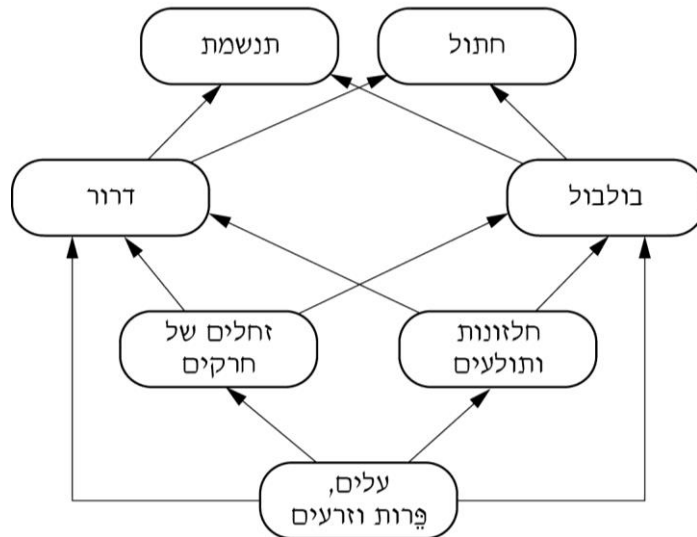 חתול
תנשמת
בולבול
דרור
חלזונות
ותולעים
זחלים של
חרקים
עלים,
פֵּרות וזרעים